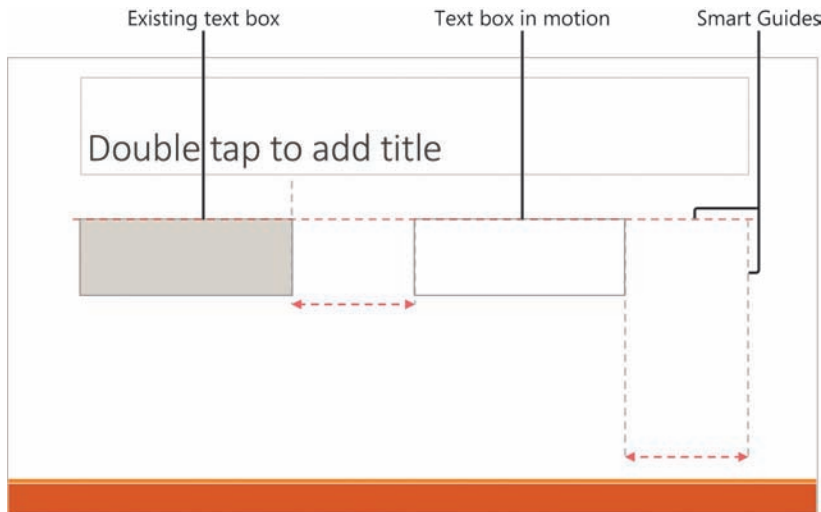 Existing text box
Text box in motion
Smart Guides
Double tap to add title